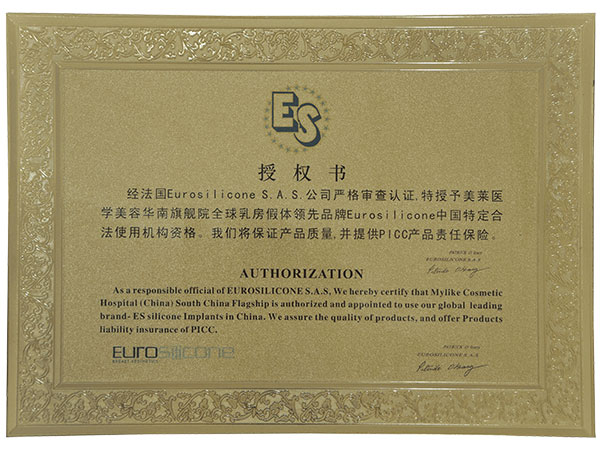 ES
授权书
经法国Eurosilicone S.A.S.公司严格审查认证,特授予美莱医
学美容华南旗舰院全球乳房假体领先品牌Eurosilicone中国特定合
法使用机构资格。我们将保证产品质量,并提供PICC产品责任保险。
EUROSILICONE S.A.S
AUTHORIZATION
As a responsible official of EUROSILICONE S.A.S, We hereby certify that Mylike Cosmetic
Hospital (China) South China Flagship is authorized and appointed to use our global leading
brand- ES silicone Implants in China. We assure the quality of products, and offer Products
liability insurance of PICC.
EUROSILICONE
BREAST AESTHETICS
EUROSILICONE S.A.S